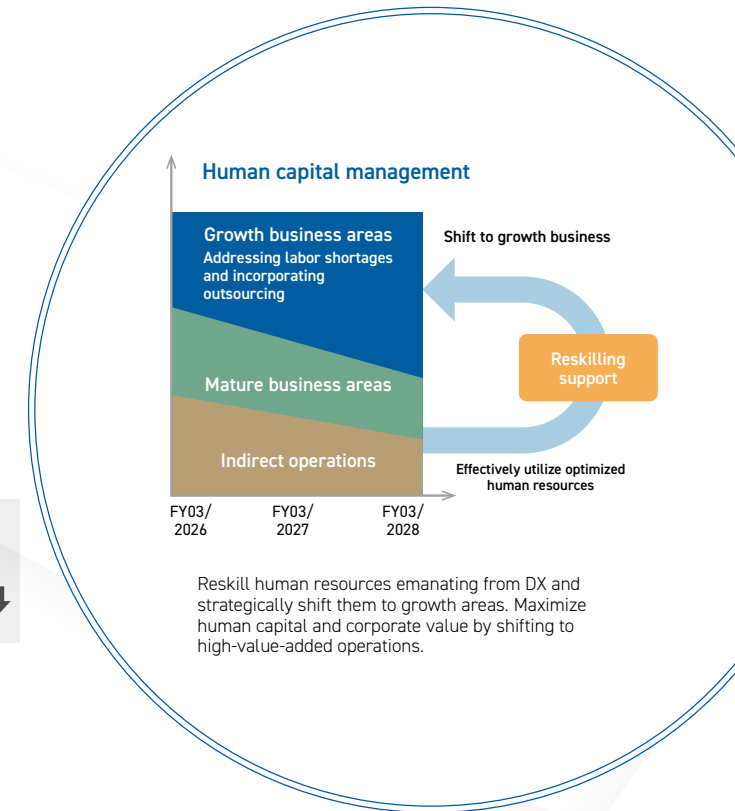 Human capital management
Growth business areas
Addressing labor shortages
and incorporating
outsourcing
Shift to growth business
Reskilling
support
Mature business areas
Indirect operations
Effectively utilize optimized
human resources
FY03/
2026
FY03/
2027
FY03/
2028
Reskill human resources emanating from DX and
strategically shift them to growth areas. Maximize
human capital and corporate value by shifting to
high-value-added operations.